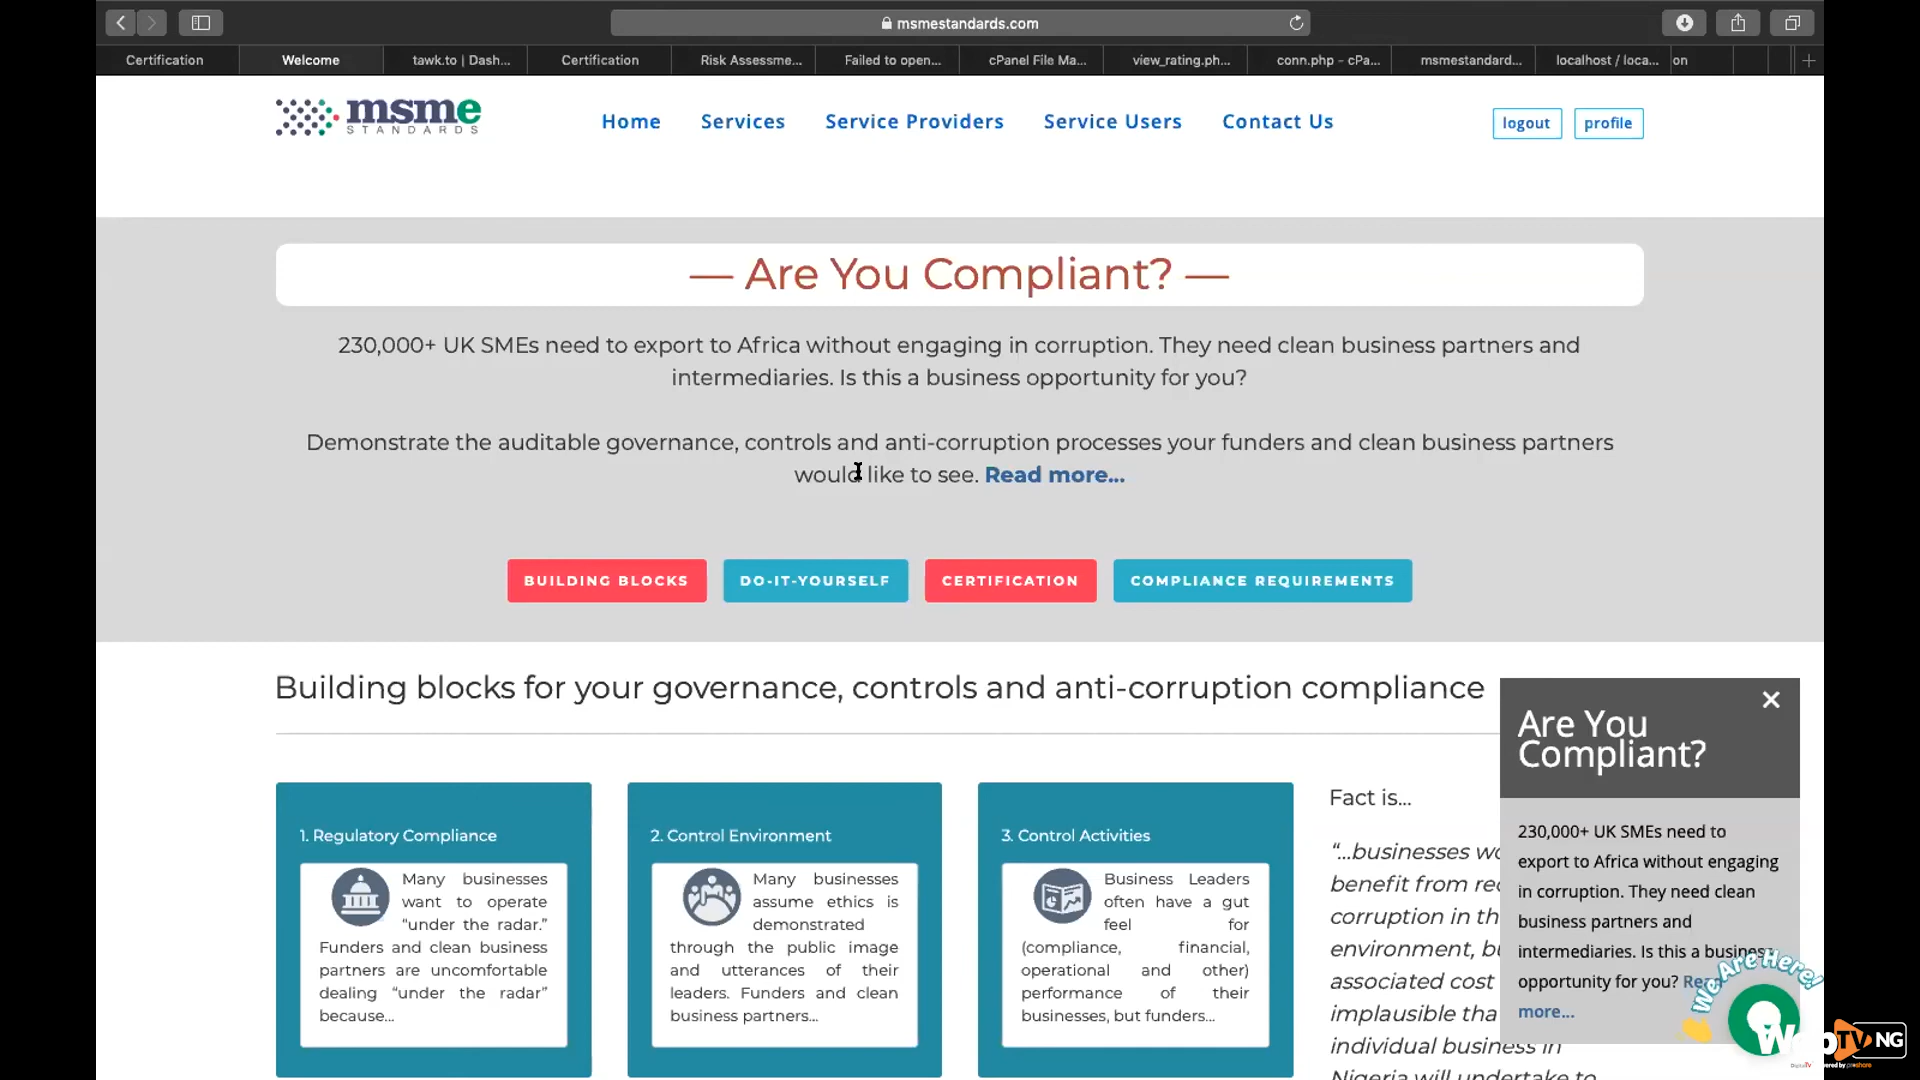 msmestandards.com
Certification
Welcome
tawk.to | Dash...
Certification
Risk Assessme...
Failed to open...
cPanel File Ma...
view_rating.ph...
conn.php – cPa...
msmestandard...
localhost / loca...
on
msme
STANDARDS
Home
Services
Service Providers
Service Users
Contact Us
logout
profile
— Are You Compliant? —
230,000+ UK SMEs need to export to Africa without engaging in corruption. They need clean business partners and
intermediaries. Is this a business opportunity for you?
Demonstrate the auditable governance, controls and anti-corruption processes your funders and clean business partners
would like to see. Read more...
BUILDING BLOCKS
DO-IT-YOURSELF
CERTIFICATION
COMPLIANCE REQUIREMENTS
Building blocks for your governance, controls and anti-corruption compliance
1. Regulatory Compliance
Many businesses
want to operate
“under the radar.”
Funders and clean business
partners are uncomfortable
dealing “under the radar”
because...
2. Control Environment
Many businesses
assume ethics is
demonstrated
through the public image
and utterances of their
leaders. Funders and clean
business partners...
3. Control Activities
Business Leaders
often have a gut
feel for
(compliance, financial,
operational and other)
performance of their
businesses, but funders...
Fact is...
“...businesses
benefit from
corruption in
environment,
associated cost
implausible
individual business in
Nigeria will undertake to
Are You
Compliant?
230,000+ UK SMEs need to
export to Africa without engaging
in corruption. They need clean
business partners and
intermediaries. Is this a business
opportunity for you? Read
more...
We Are Here!
WebTV NG